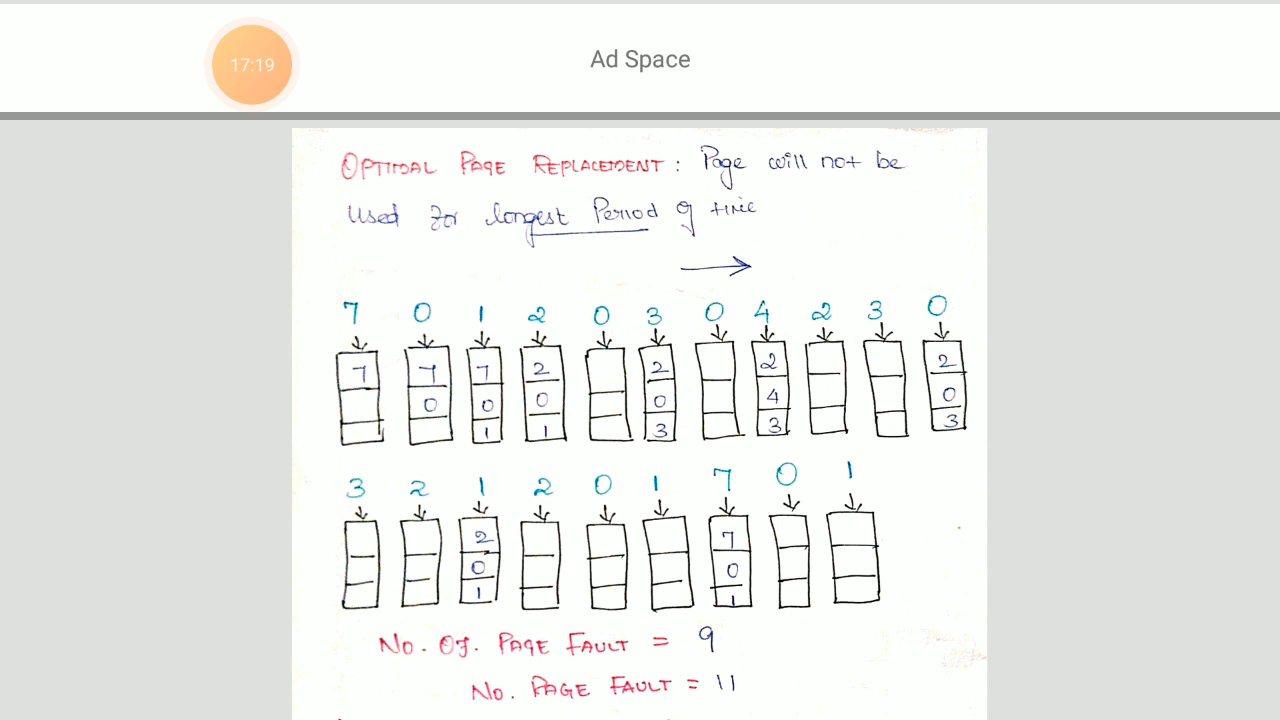 17:19
Ad Space
OPTIMAL PAGE REPLACEMENT : Page will not be
used for longest Period of time
7 0 1 2 0 3 0 4 2 3 0
7 7 7 2 2 2 2
0 0 0 0 4 0
1 1 3 3 3
3 2 1 2 0 1 7 0 1
2 7
0 0
1 1
No. Of. PAGE FAULT = 9
No. PAGE FAULT = 11